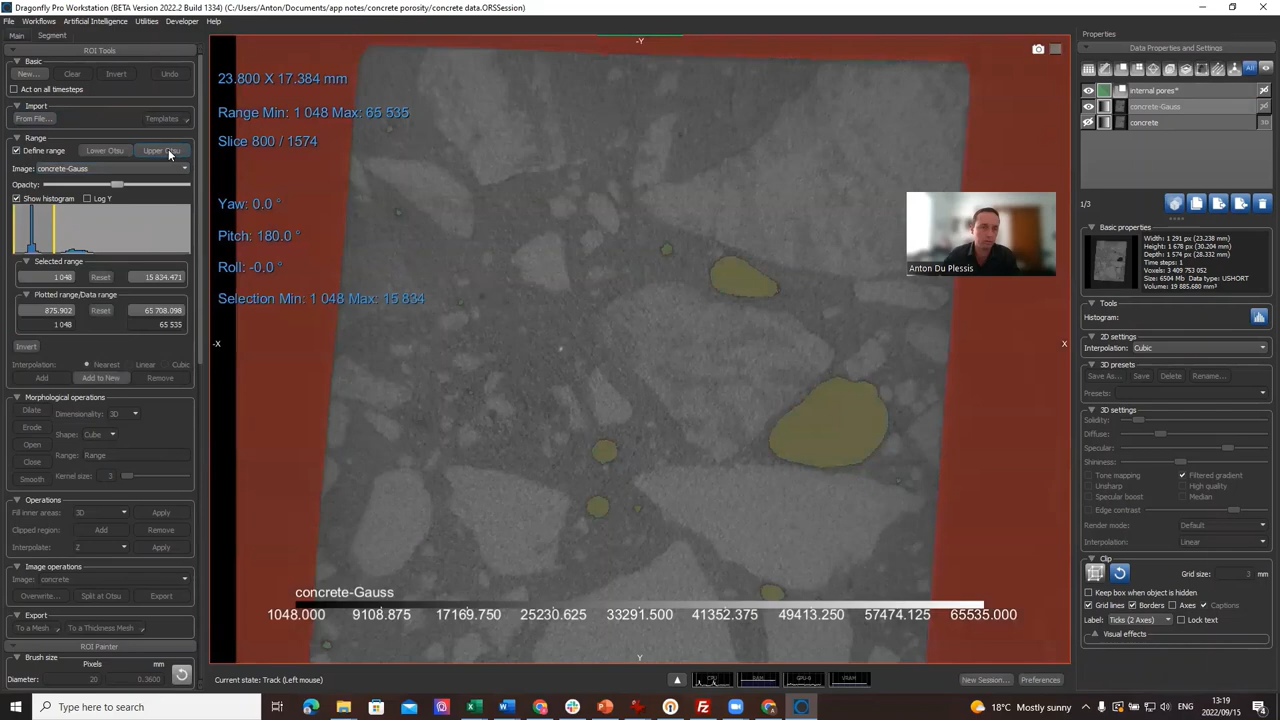 Dragonfly Pro Workstation (BETA Version 2022.2 Build 1334) (C:/Users/Anton/Documents/app notes/concrete porosity/concrete data.ORSSession)
File Views Artificial Intelligence Utilities Developer Help
Main Segment
ROI Tools
Basic
New... Clear Invert Undo
Act on all timesteps
Import
From File... Templates
Range
Define range Lower Otsu Upper Otsu
Image: concrete-Gauss
Opacity:
Show histogram Log Y
Selected range
1 048 Reset 15 834.471
Plotted range/Data range
875.902 Reset 65 708.098
1 048 65 535
Invert
Interpolation: Nearest Linear Cubic
Add Add to New Remove
Morphological operations
Dilate Dimensionality: 3D
Erode
Shape: Cube
Open
Range: Range
Close
Kernel size: 3
Smooth
Operations
Fill inner areas: 3D Apply
Clipped region: Add Remove
Interpolate: Z Apply
Image operations
Image: concrete
Overwrite... Split at Otsu Export
Export
To a Mesh To a Thickness Mesh
ROI Painter
Brush size
Pixels mm
Diameter: 20 0.3600
-Y
23.800 X 17.384 mm
Range Min: 1 048 Max: 65 535
Slice 800 / 1574
Yaw: 0.0 °
Pitch: 180.0 °
Roll: -0.0 °
Selection Min: 1 048 Max: 15 834
-X
X
Anton Du Plessis
concrete-Gauss
1048.000 9108.875 17169.750 25230.625 33291.500 41352.375 49413.250 57474.125 65535.000
Y
Current state: Track (Left mouse)
CPU RAM GPU-0 VRAM
New Session... Preferences
Properties
Data Properties and Settings
All
internal pores*
concrete-Gauss
concrete 3D
1/3
Basic properties
Width: 1 291 px (23.238 mm)
Height: 1 678 px (30.204 mm)
Depth: 1 574 px (28.332 mm)
Time steps: 1
Voxels: 3 409 753 052
Size: 6504 Mb Data type: USHORT
Volume: 19 885.680 mm³
Tools
Histogram:
2D settings
Interpolation: Cubic
3D presets
Save As... Save Delete Rename...
Presets:
3D settings
Solidity:
Diffuse:
Specular:
Shininess:
Tone mapping Filtered gradient
Unsharp High quality
Specular boost Median
Edge contrast
Render mode: Default
Interpolation: Linear
Clip
Grid size: 3 mm
Keep box when object is hidden
Grid lines Borders Axes Captions
Label: Ticks (2 Axes) Lock text
Visual effects
Type here to search
18°C Mostly sunny
13:19
2022/09/15